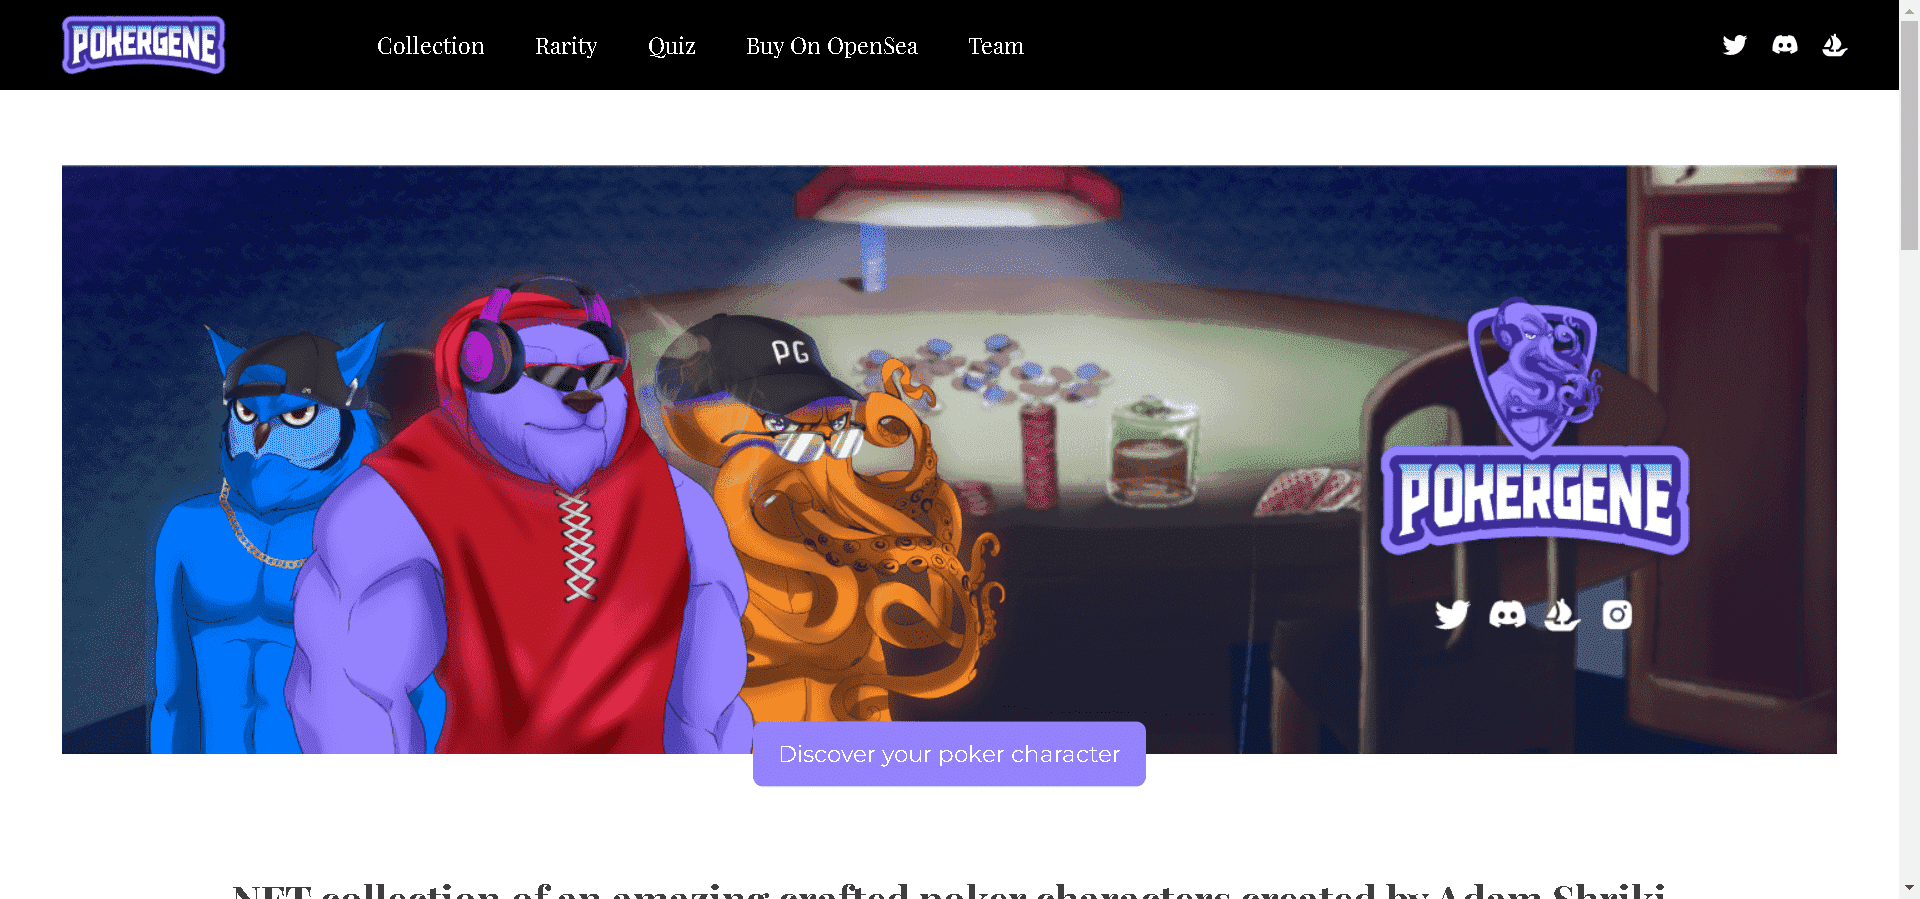 POKERGENE
Collection
Rarity
Quiz
Buy On OpenSea
Team
PG
POKERGENE
Discover your poker character
NFT collection of an amazing crafted poker characters created by Adam Shriki